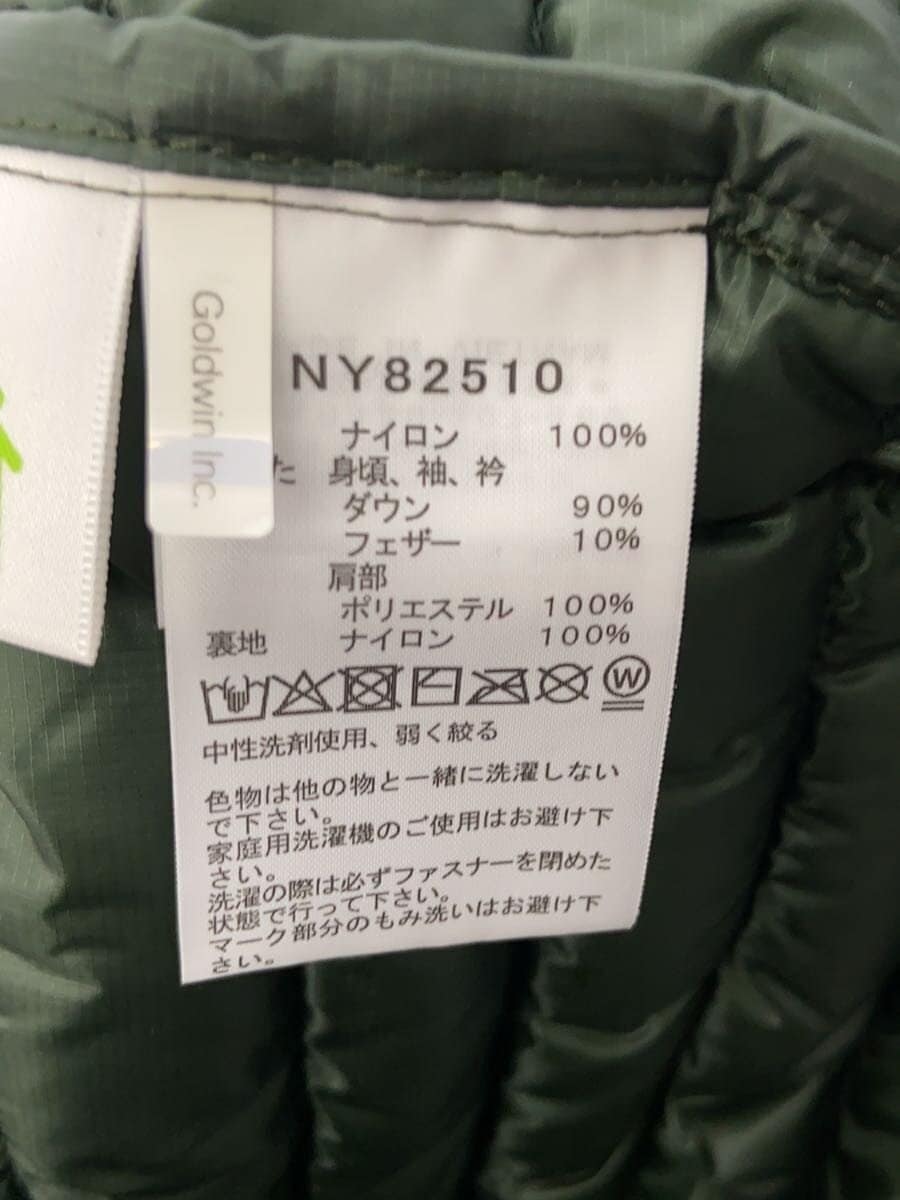 Goldwin Inc.
NY82510
ナイロン 100%
た 身頃、袖、衿
ダウン 90%
フェザー 10%
肩部
ポリエステル 100%
裏地 ナイロン 100%
W
中性洗剤使用、弱く絞る
色物は他の物と一緒に洗濯しない
で下さい。
家庭用洗濯機のご使用はお避け下
さい。
洗濯の際は必ずファスナーを閉めた
状態で行って下さい。
マーク部分のもみ洗いはお避け下
さい。